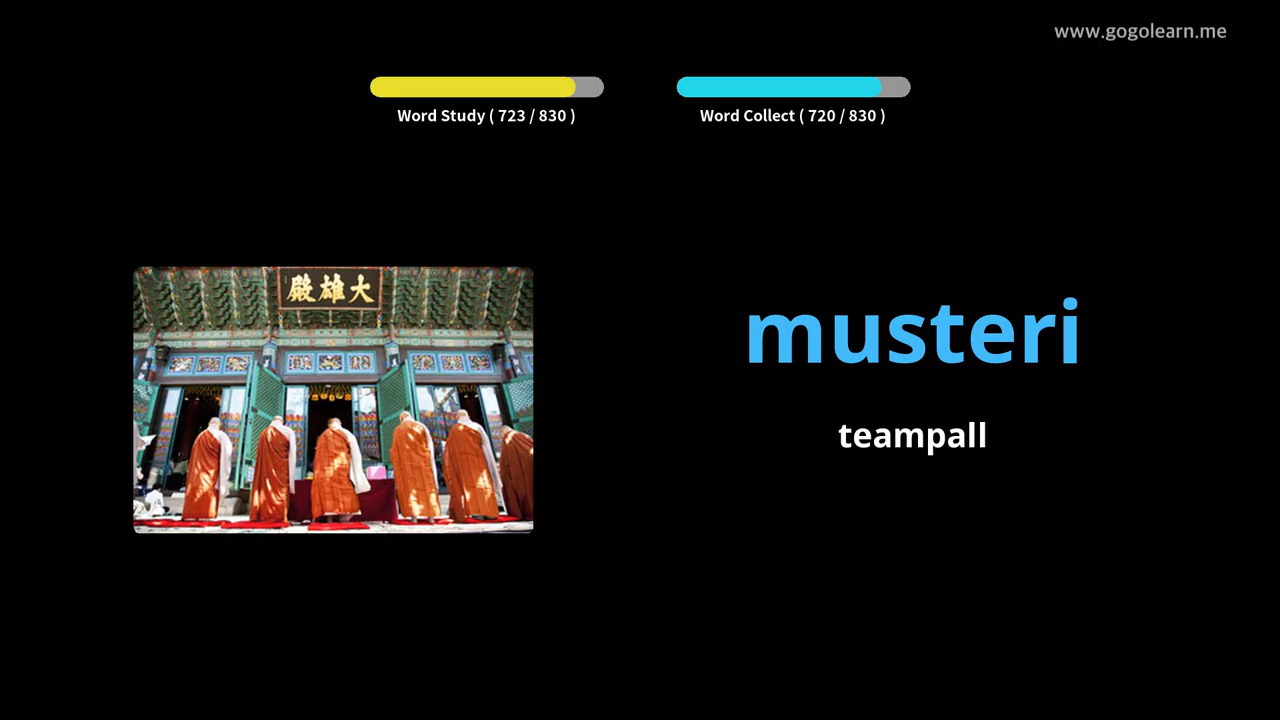 www.gogolearn.me
Word Study ( 723 / 830 )
Word Collect ( 720 / 830 )
殿雄大
musteri
teampall